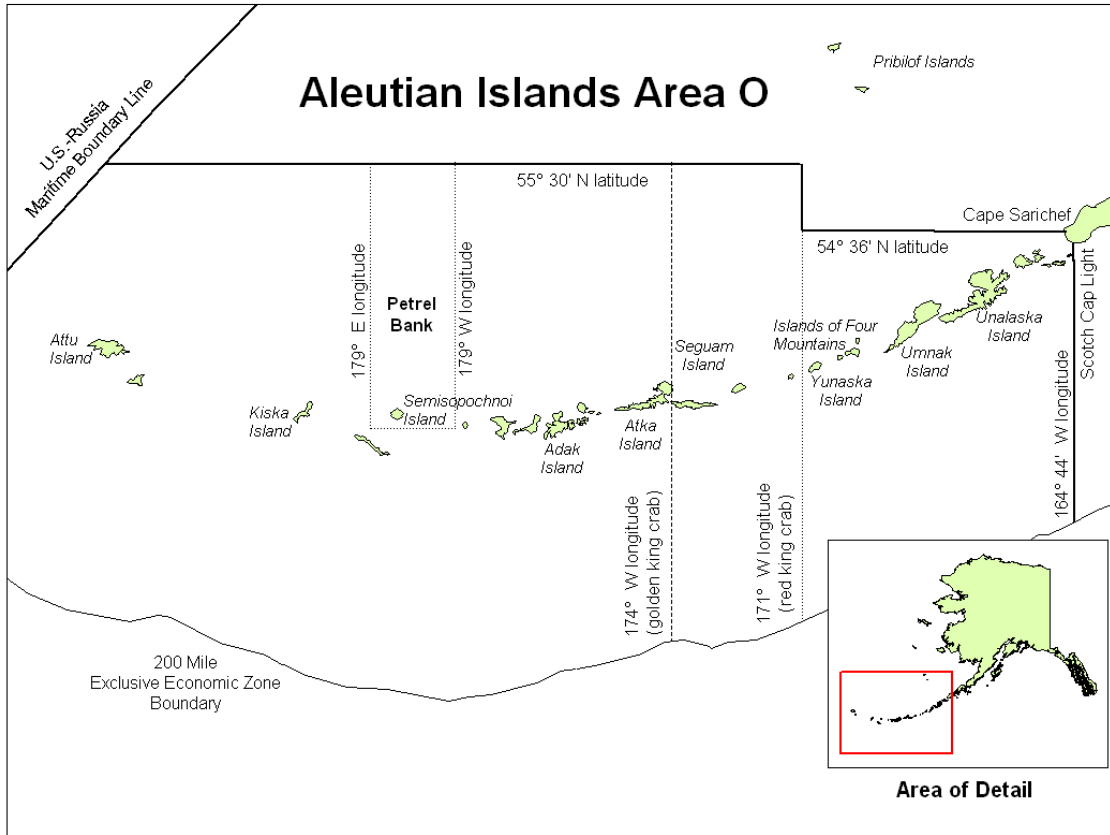 Pribilof Islands
Aleutian Islands Area O
U.S.-Russia
Maritime Boundary Line
55° 30' N latitude
Cape Sarichef
54° 36' N latitude
Scotch Cap Light
164° 44' W longitude
179° E longitude
Petrel
Bank
179° W longitude
Attu
Island
Kiska
Island
Semisopochnoi
Island
Adak
Island
Atka
Island
Seguam
Island
Islands of Four
Mountains
Yunaska
Island
Umnak
Island
Unalaska
Island
174° W longitude
(golden king crab)
171° W longitude
(red king crab)
200 Mile
Exclusive Economic Zone
Boundary
Area of Detail